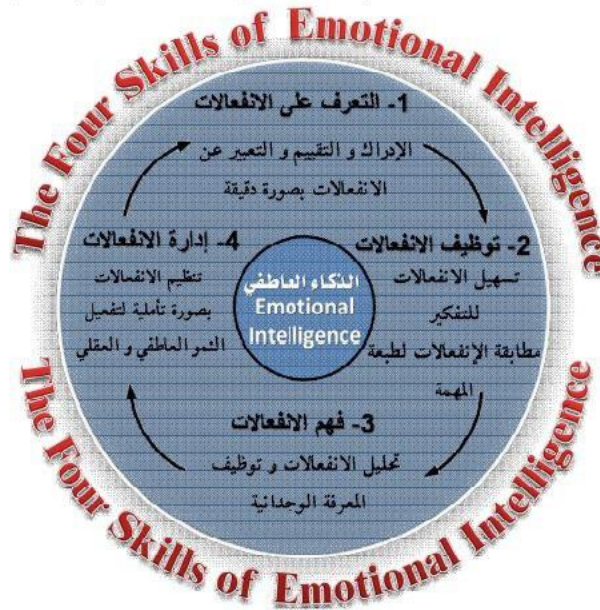 The Four Skills of Emotional Intelligence
1- التعرف على الانفعالات
الإدراك و التقييم و التعبير عن
الانفعالات بصورة دقيقة
2- توظيف الانفعالات
تسهيل الانفعالات
للتفكير
مطابقة الإنفعالات لطبعة
المهمة
4- إدارة الانفعالات
تنظيم الانفعالات
بصورة تأملية لتفعيل
النمو العاطفي و العقلي
الذكاء العاطفي
Emotional
Intelligence
3- فهم الانفعالات
تحليل الانفعالات و توظيف
المعرفة الوجدانية
The Four Skills of Emotional Intelligence